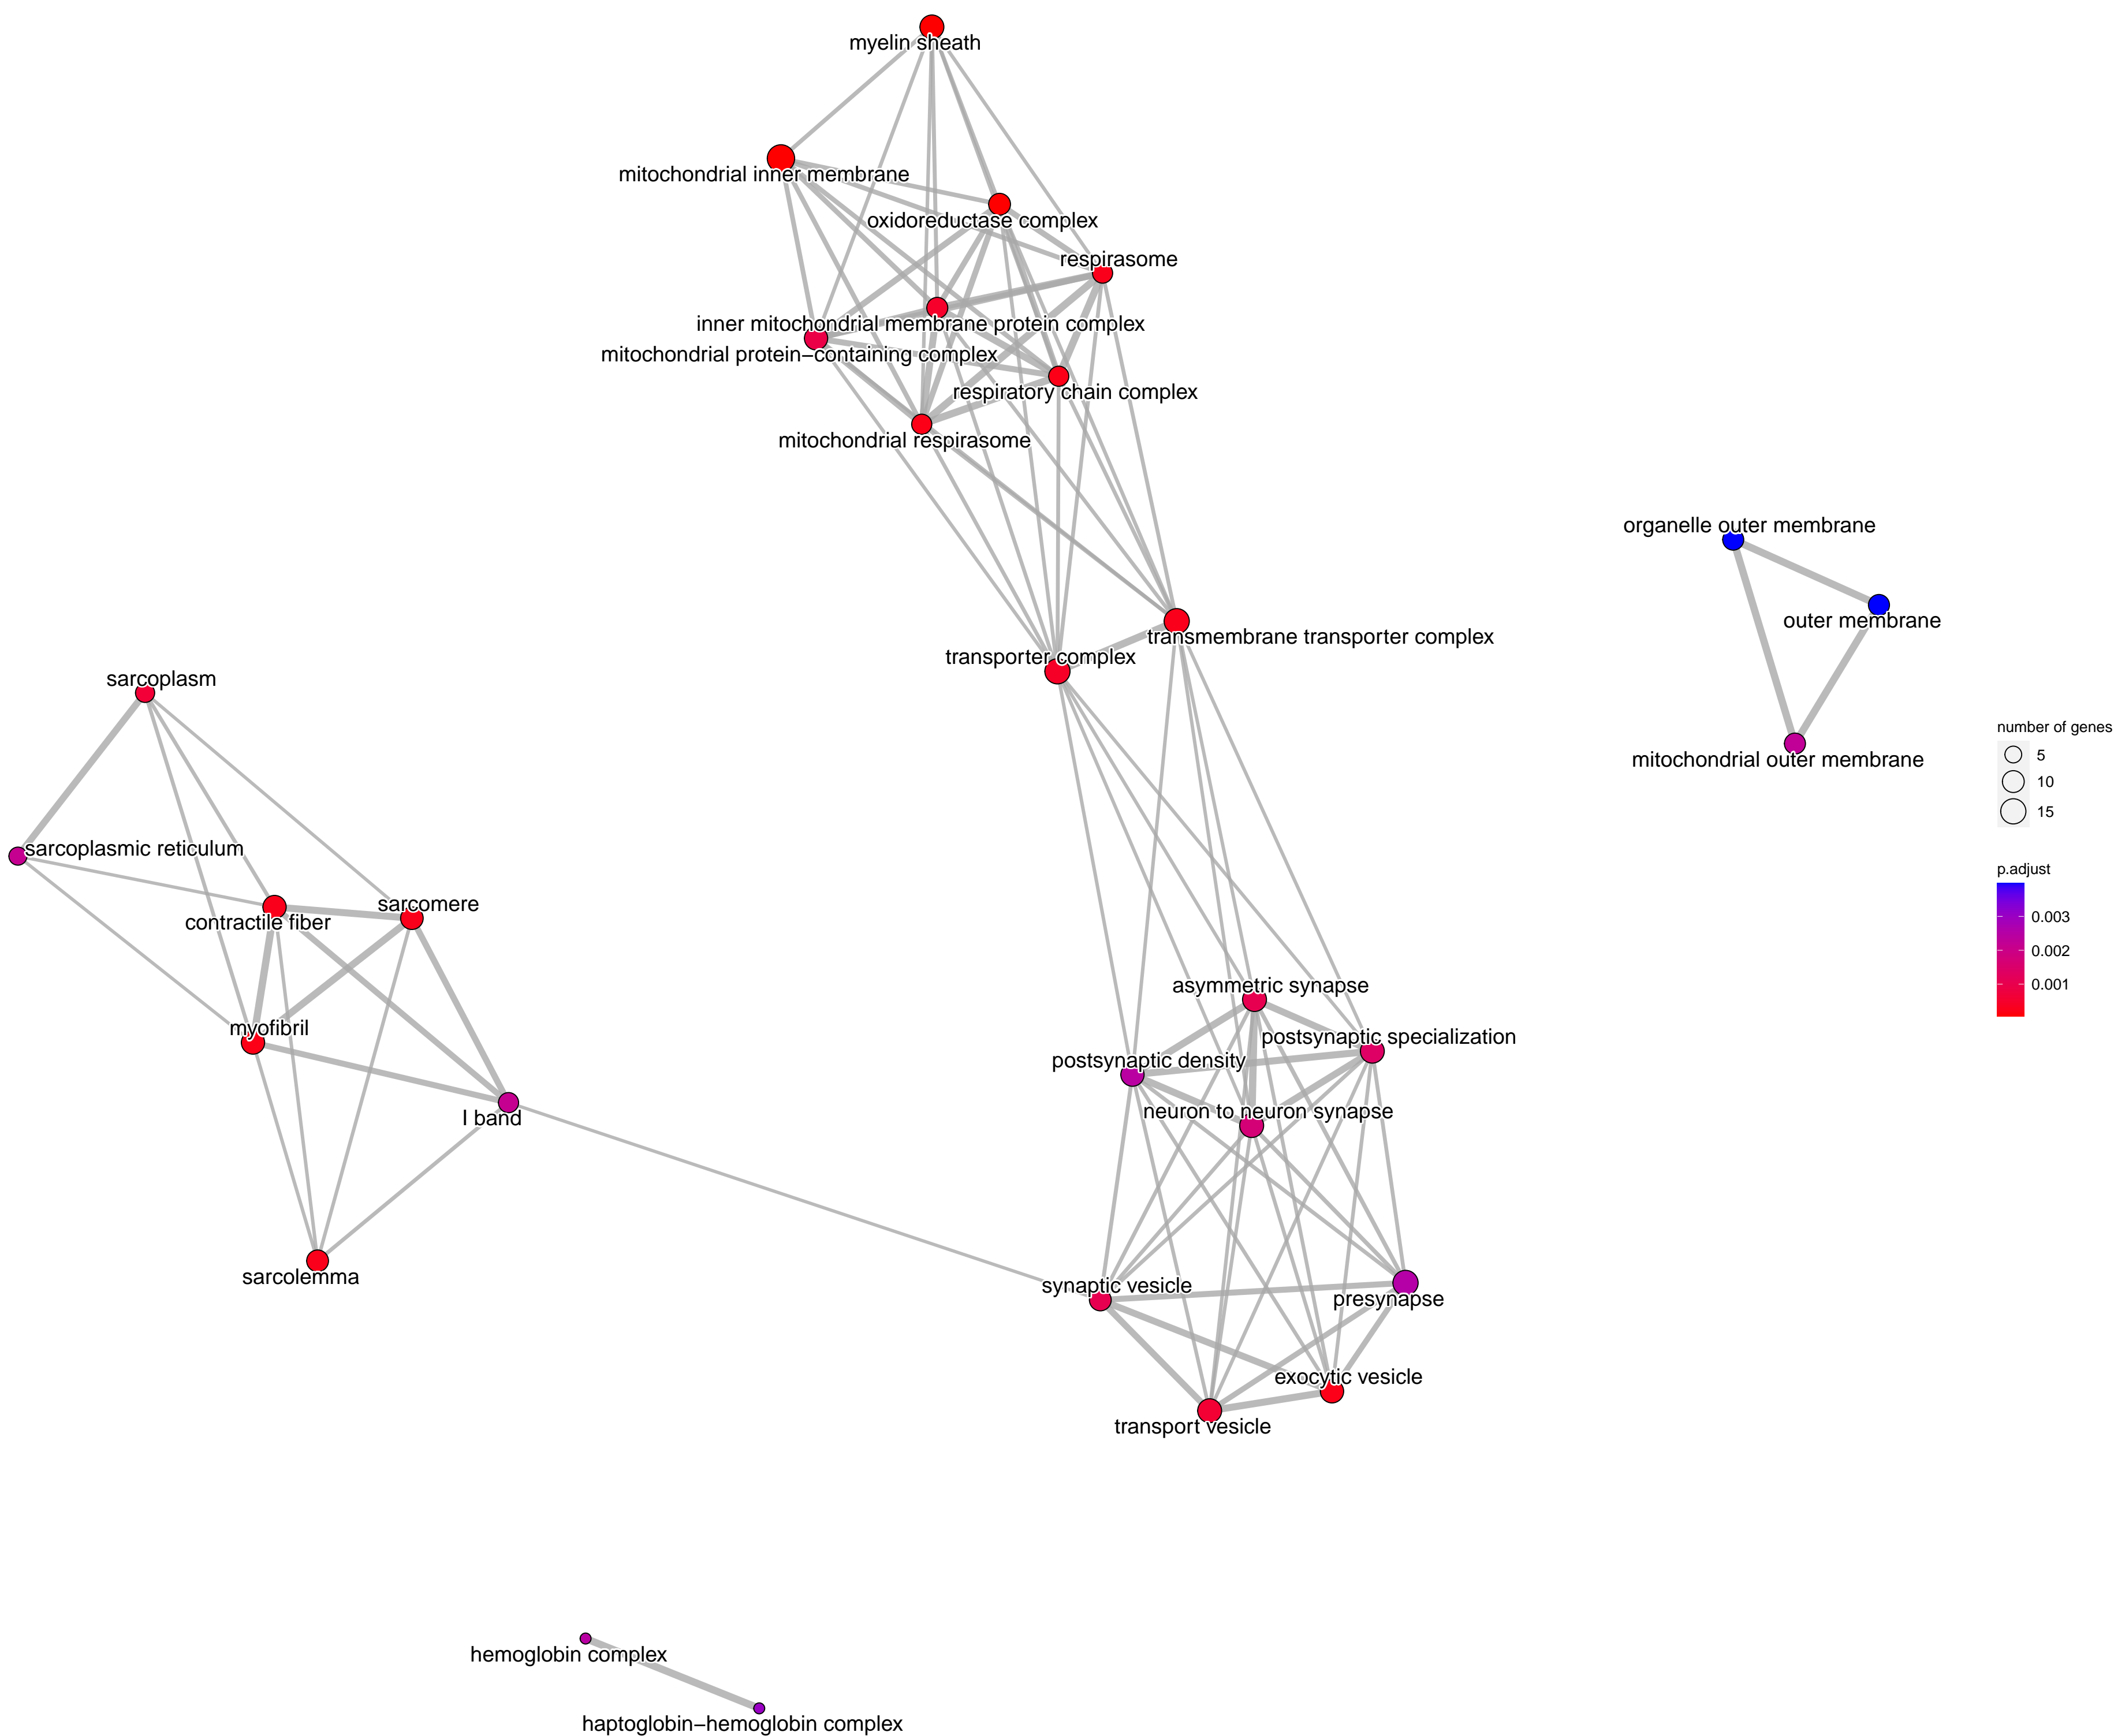 myelin sheath
mitochondrial inner membrane
oxidoreductase complex
respirasome
inner mitochondrial membrane protein complex
mitochondrial protein−containing complex
respiratory chain complex
mitochondrial respirasome
organelle outer membrane
outer membrane
transmembrane transporter complex
transporter complex
sarcoplasm
number of genes
5
10
15
mitochondrial outer membrane
sarcoplasmic reticulum
p.adjust
0.003
0.002
0.001
sarcomere
contractile fiber
asymmetric synapse
myofibril
postsynaptic specialization
postsynaptic density
neuron to neuron synapse
I band
sarcolemma
synaptic vesicle
presynapse
exocytic vesicle
transport vesicle
hemoglobin complex
haptoglobin−hemoglobin complex